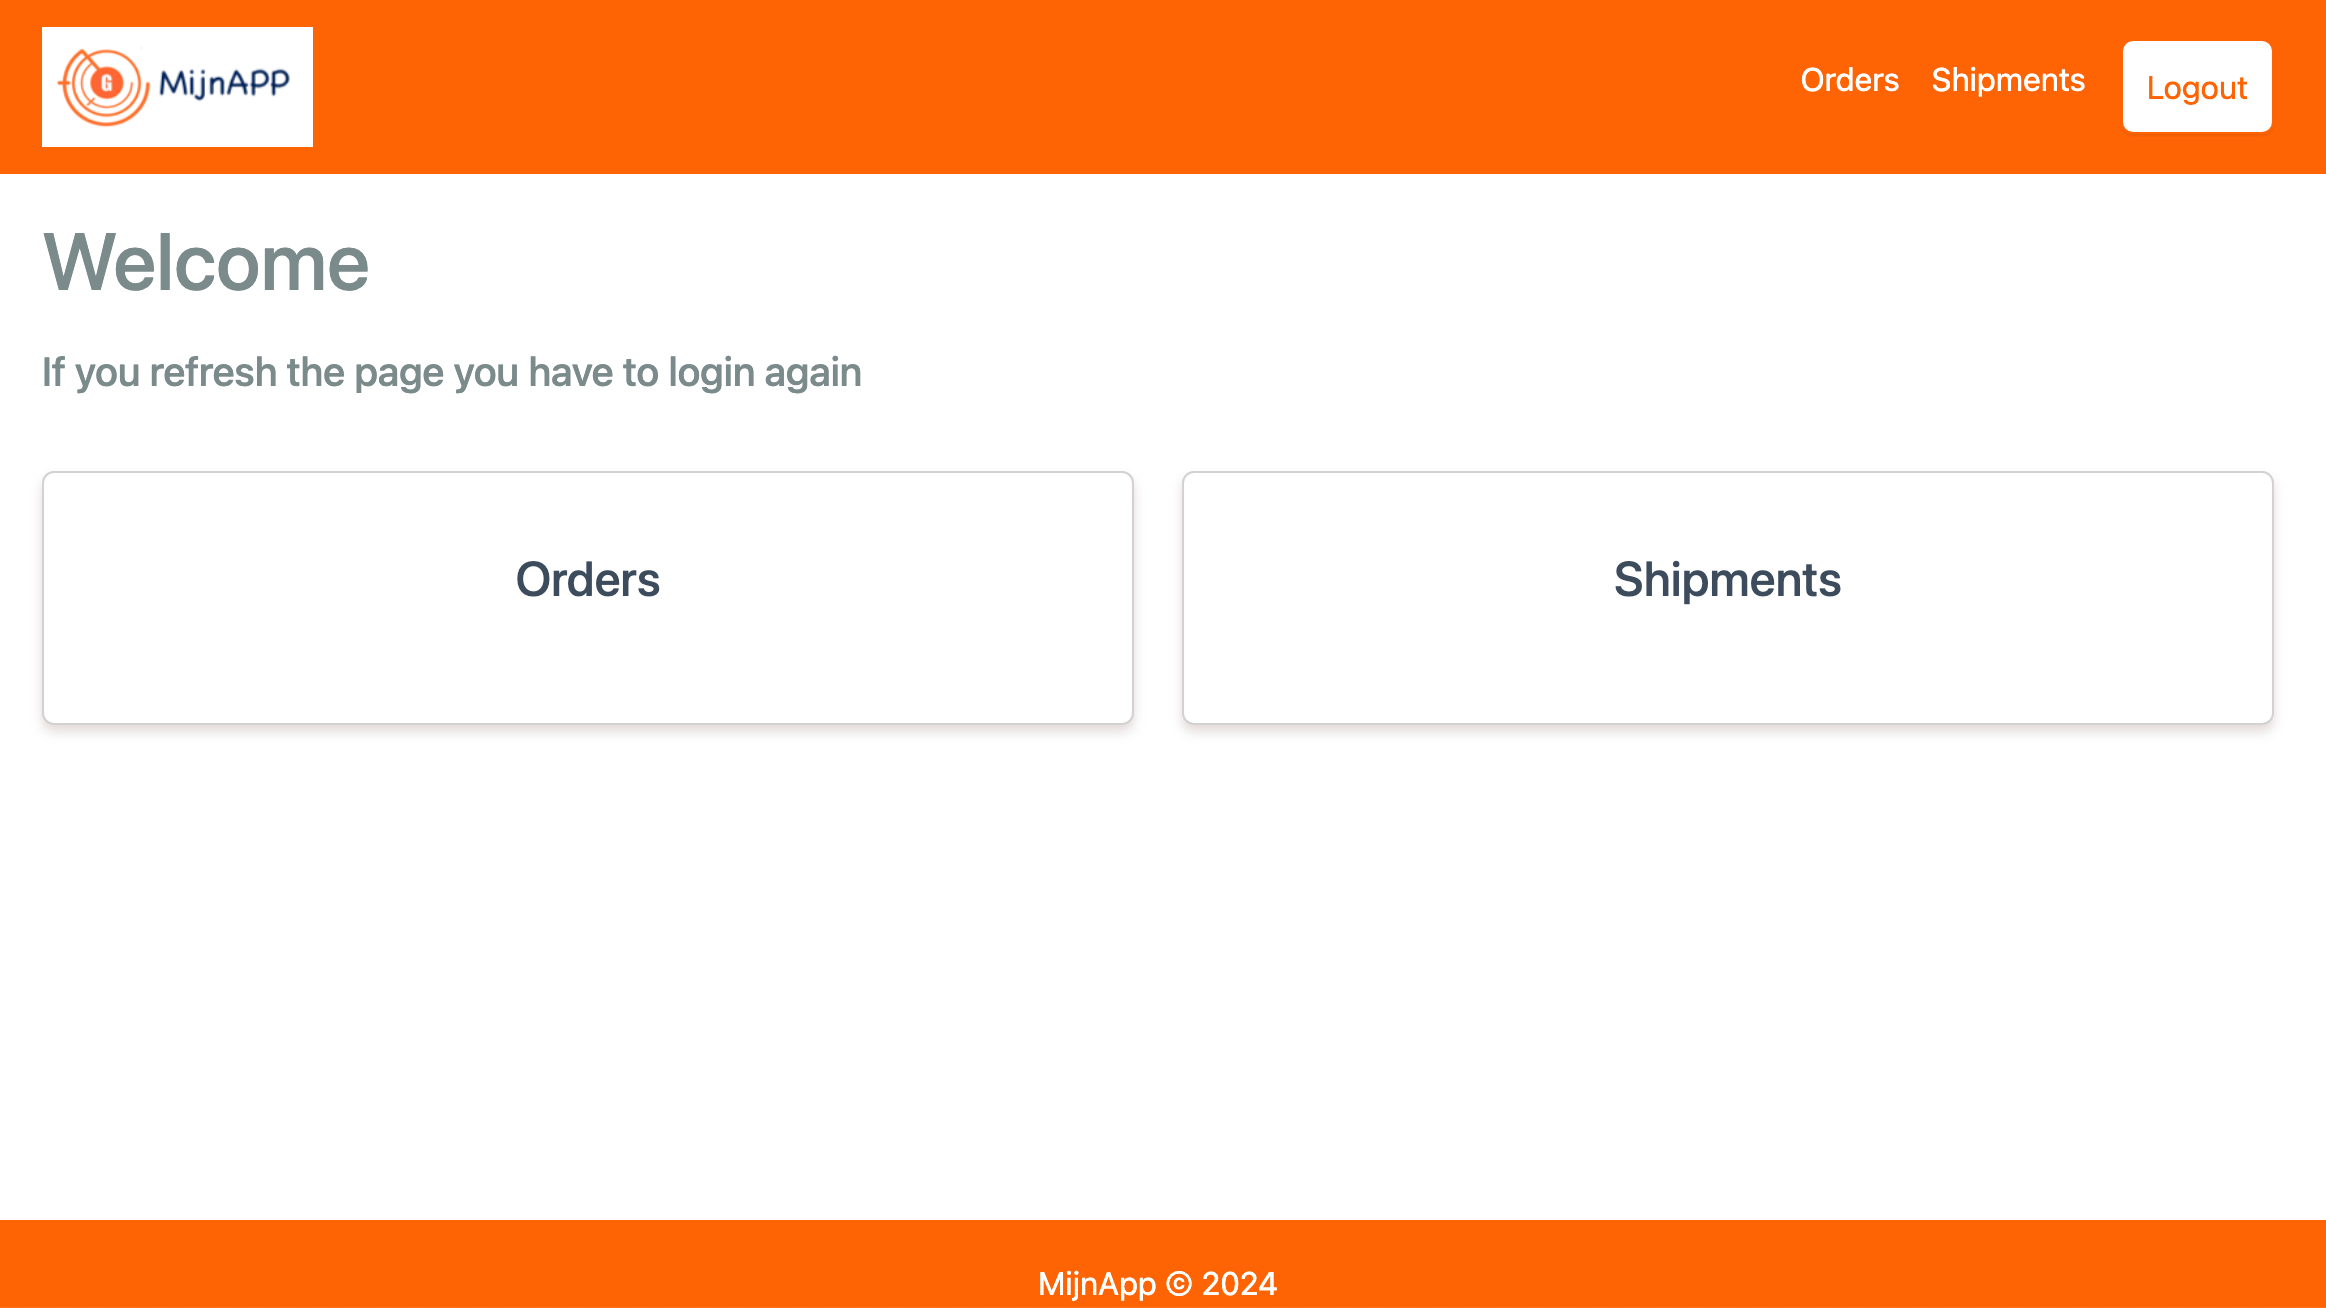 G MijnAPP
Orders Shipments Logout
Welcome
If you refresh the page you have to login again
Orders Shipments
MijnApp © 2024